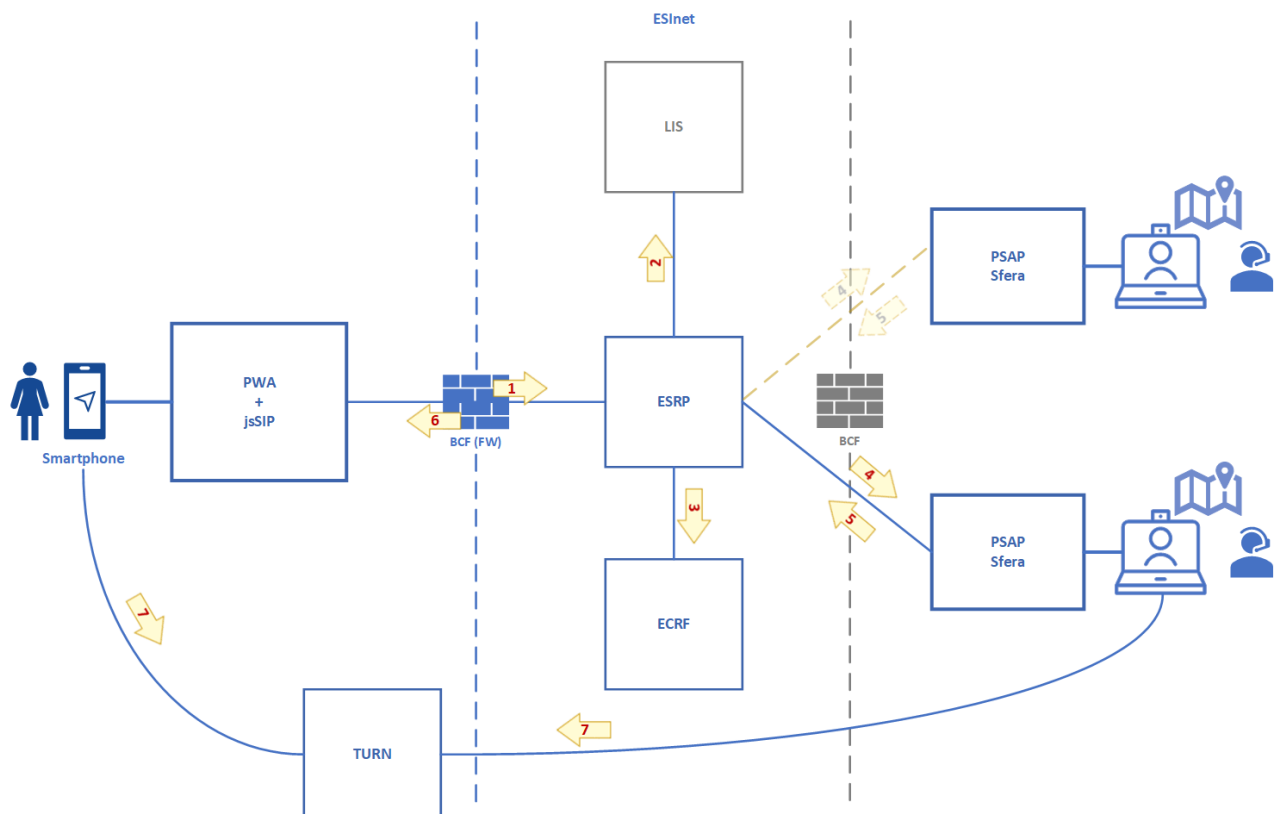 ESInet
LIS
2
PSAP
Sfera
4
5
PWA
+
jsSIP
1
6
BCF (FW)
ESRP
BCF
Smartphone
3
4
5
PSAP
Sfera
ECRF
7
7
TURN